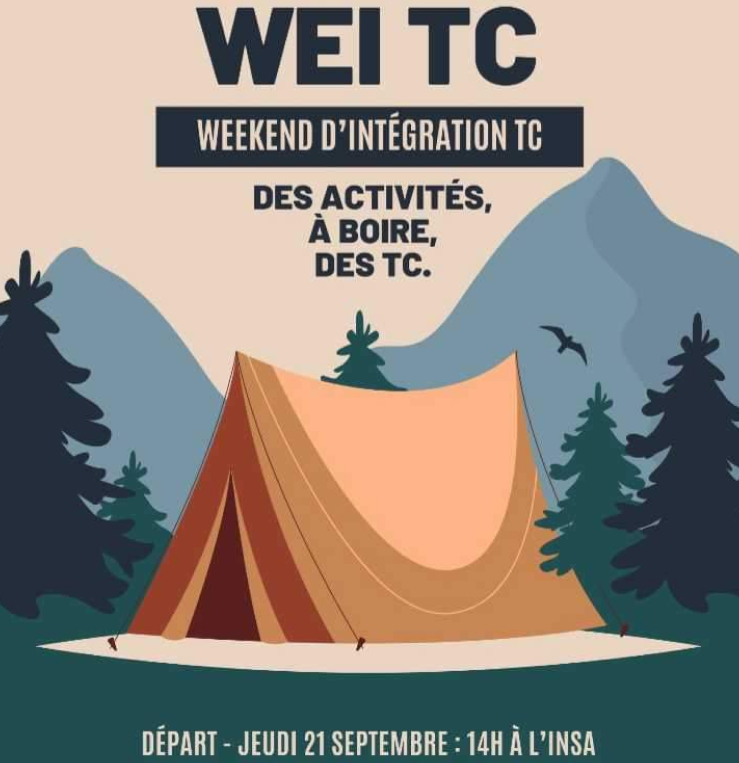 WEI TC
WEEKEND D'INTÉGRATION TC
DES ACTIVITÉS,
À BOIRE,
DES TC.
DÉPART - JEUDI 21 SEPTEMBRE : 14H À L'INSA